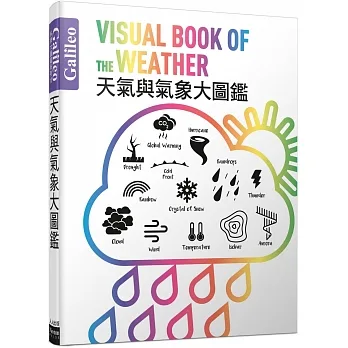 Galileo
天氣與氣象大圖鑑
Galileo
VISUAL BOOK OF
THE WEATHER
天氣與氣象大圖鑑
CO₂
Hurricane
Global Warming
Raindrops
Drought
Cold
Front
Thunder
Rainbow
Crystal of Snow
Cloud
Wind
Temperature
Isobar
Aurora